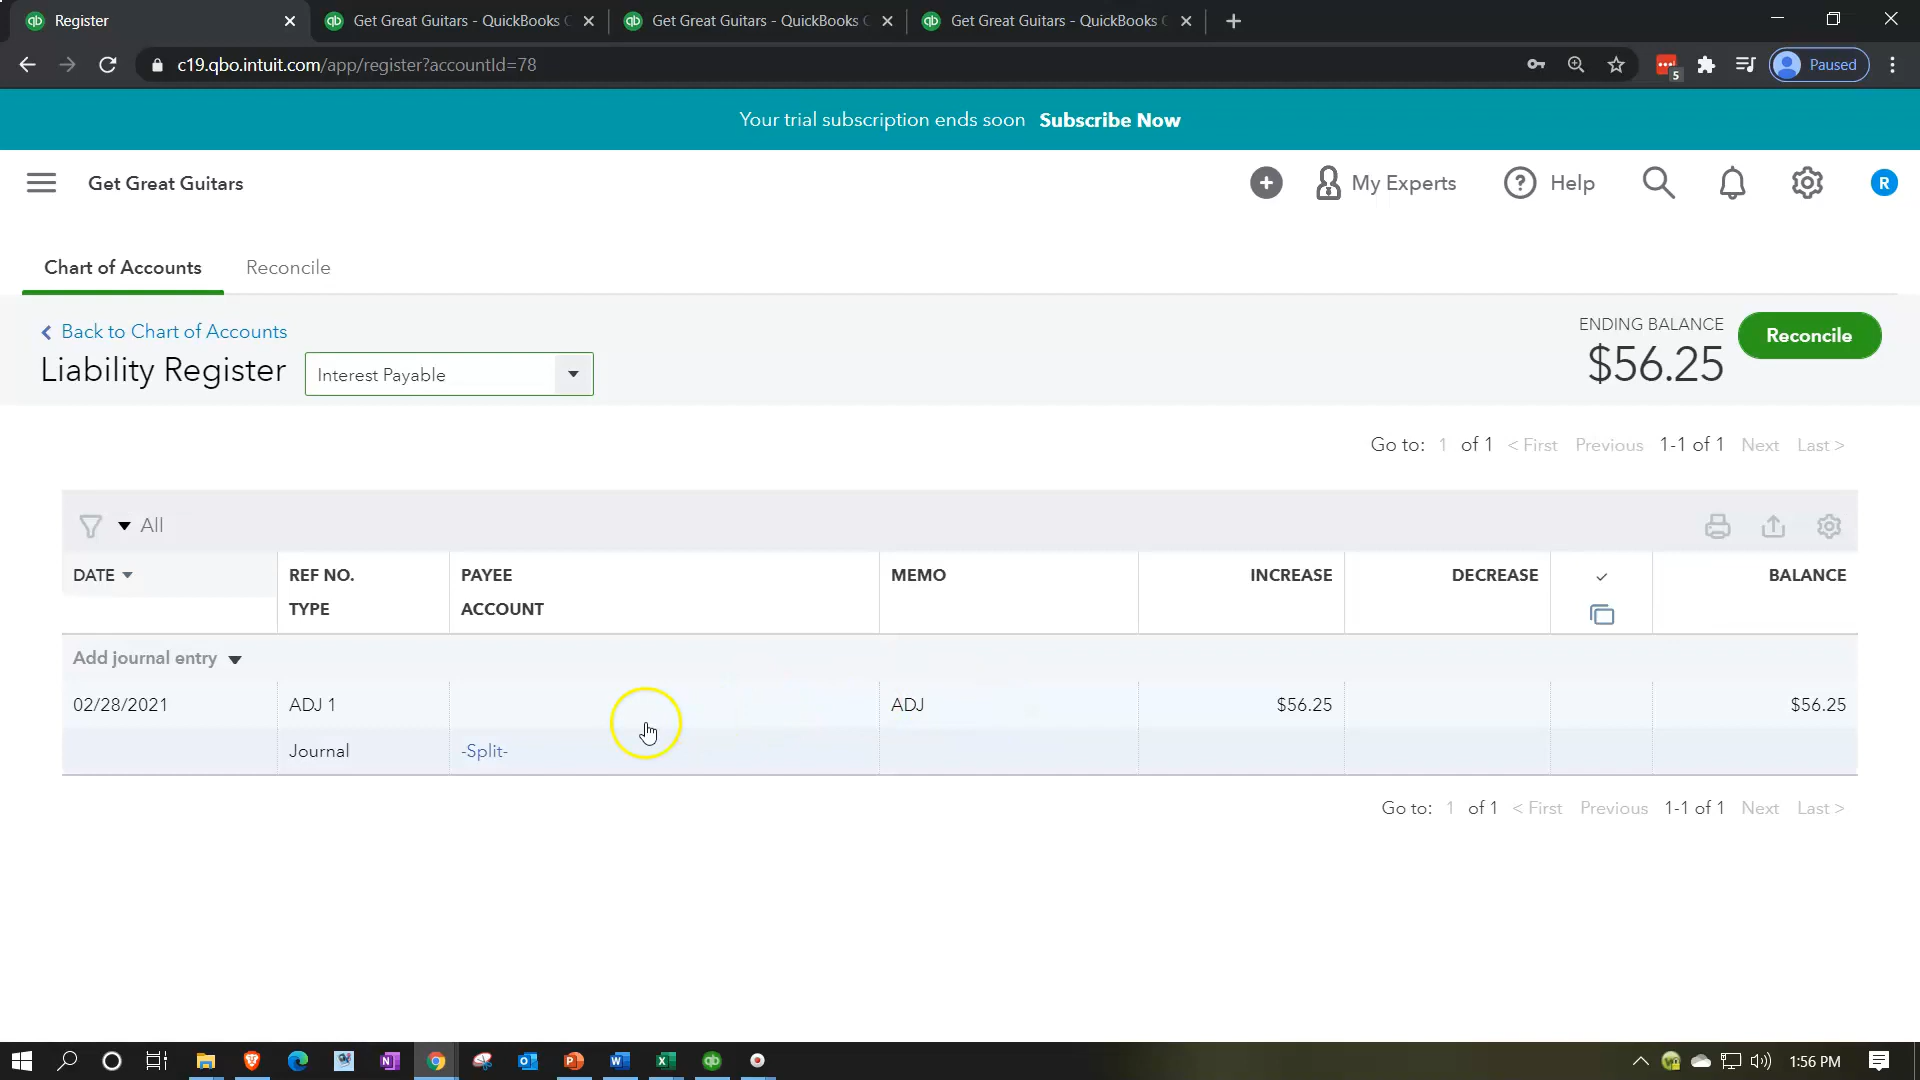 Register
Get Great Guitars - QuickBooks
Get Great Guitars - QuickBooks
Get Great Guitars - QuickBooks
c19.qbo.intuit.com/app/register?accountId=78
5
Paused
Your trial subscription ends soon Subscribe Now
Get Great Guitars
My Experts
Help
R
Chart of Accounts
Reconcile
Back to Chart of Accounts
Liability Register
Interest Payable
ENDING BALANCE
$56.25
Reconcile
Go to: 1 of 1 < First Previous 1-1 of 1 Next Last >
All
DATE REF NO. PAYEE MEMO INCREASE DECREASE ✓ BALANCE
TYPE ACCOUNT
Add journal entry
02/28/2021 ADJ 1 ADJ $56.25 $56.25
Journal -Split-
Go to: 1 of 1 < First Previous 1-1 of 1 Next Last >
1:56 PM